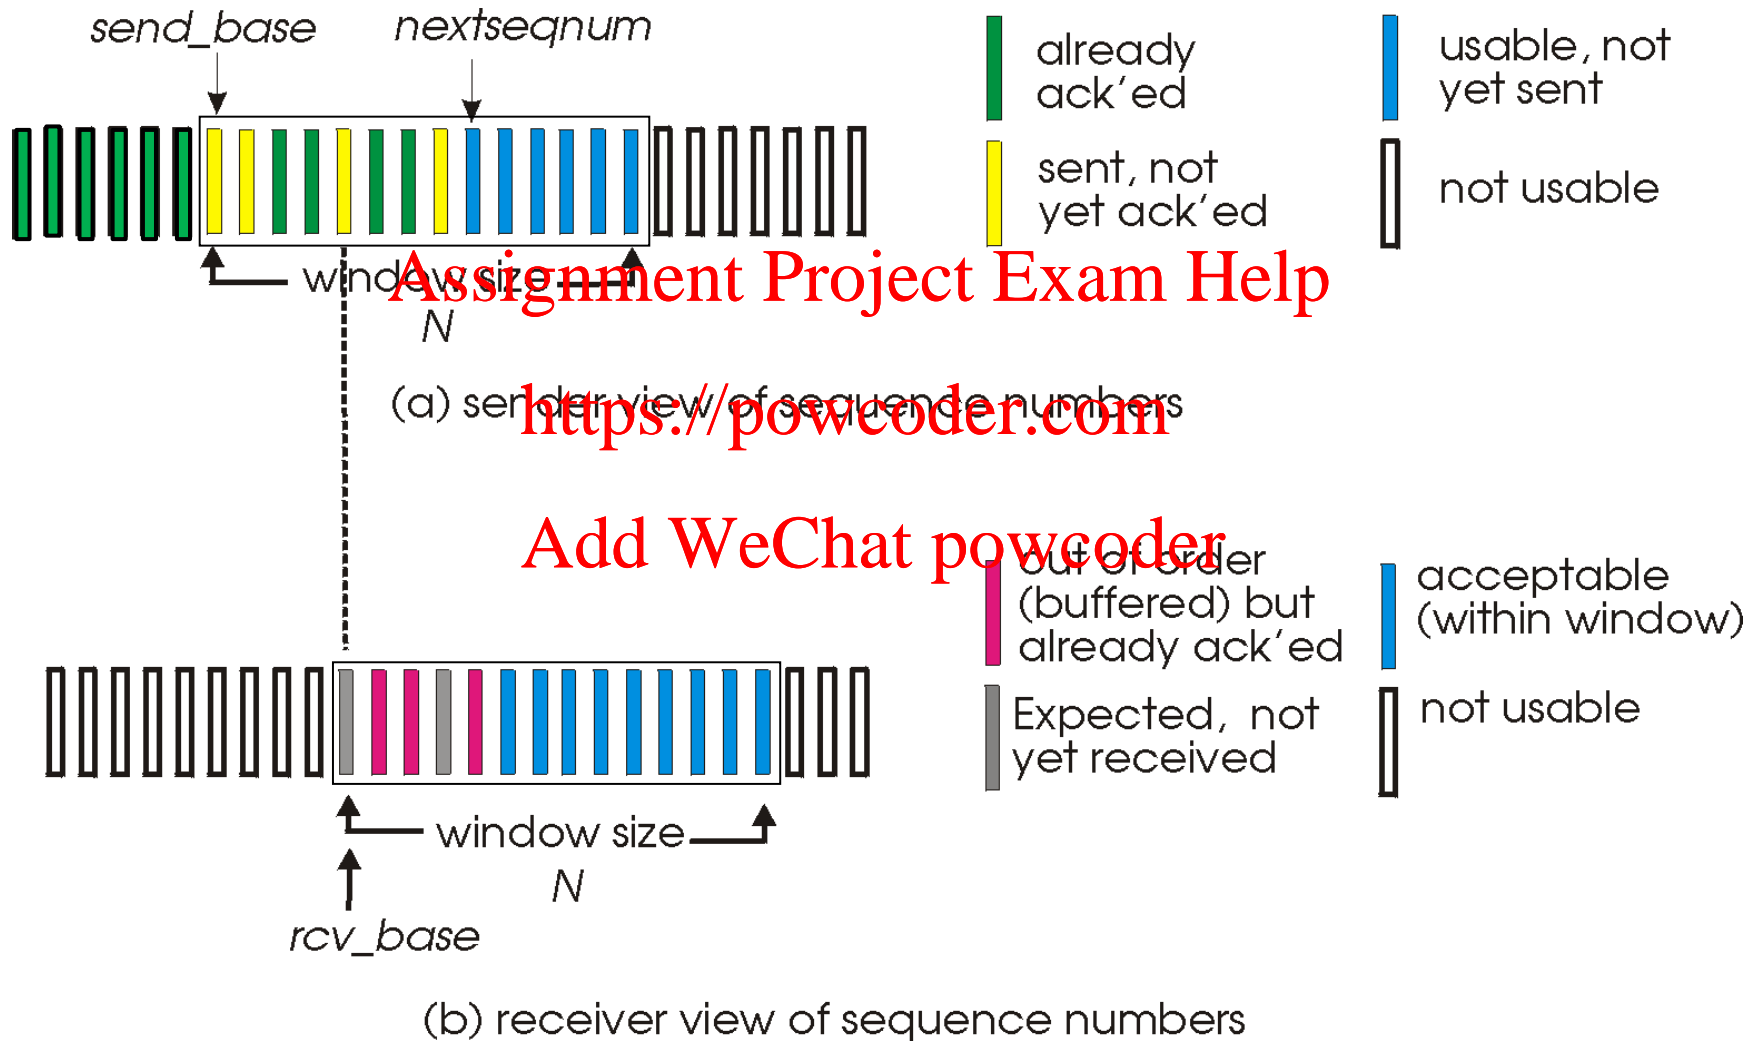 send_base
nextseqnum
already
ack'ed
usable, not
yet sent
sent, not
yet ack'ed
not usable
window size
N
Assignment Project Exam Help
(a) sender view of sequence numbers
https://powcoder.com
Add WeChat powcoder
out of order
(buffered) but
already ack'ed
acceptable
(within window)
Expected, not
yet received
not usable
window size
N
rcv_base
(b) receiver view of sequence numbers